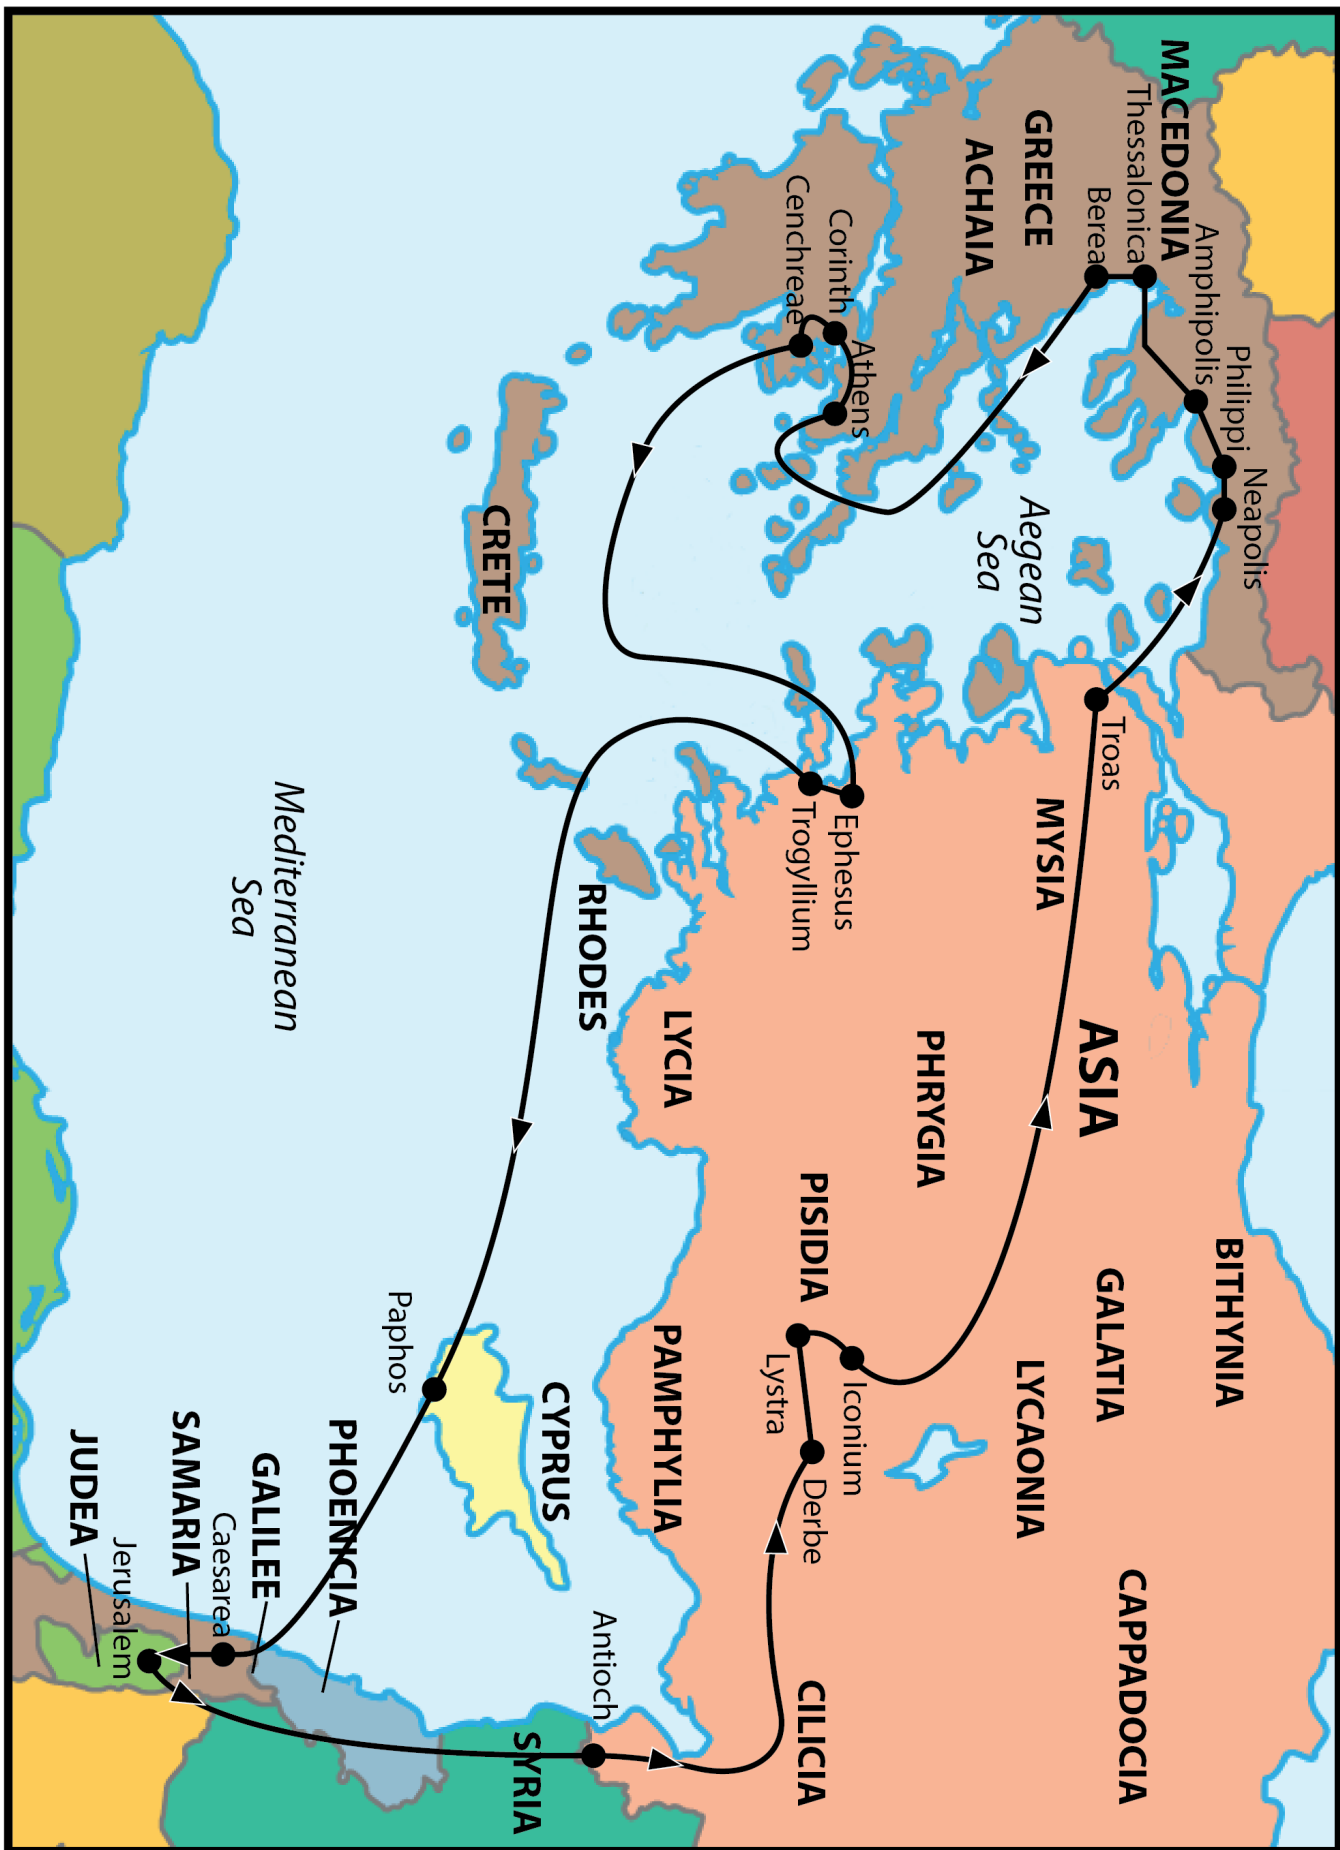 MACEDONIA
Thessalonica
Amphipolis
Philippi
Neapolis
Berea
GREECE
ACHAIA
Corinth
Cenchreae
Athens
Aegean
Sea
CRETE
Troas
MYSIA
ASIA
BITHYNIA
PHRYGIA
GALATIA
Ephesus
Trogyllium
RHODES
LYCIA
PISIDIA
LYCAONIA
CAPPADOCIA
Iconium
Lystra
Derbe
PAMPHYLIA
CILICIA
Mediterranean
Sea
Paphos
CYPRUS
Antioch
SYRIA
PHOENICIA
GALILEE
Caesarea
SAMARIA
Jerusalem
JUDEA